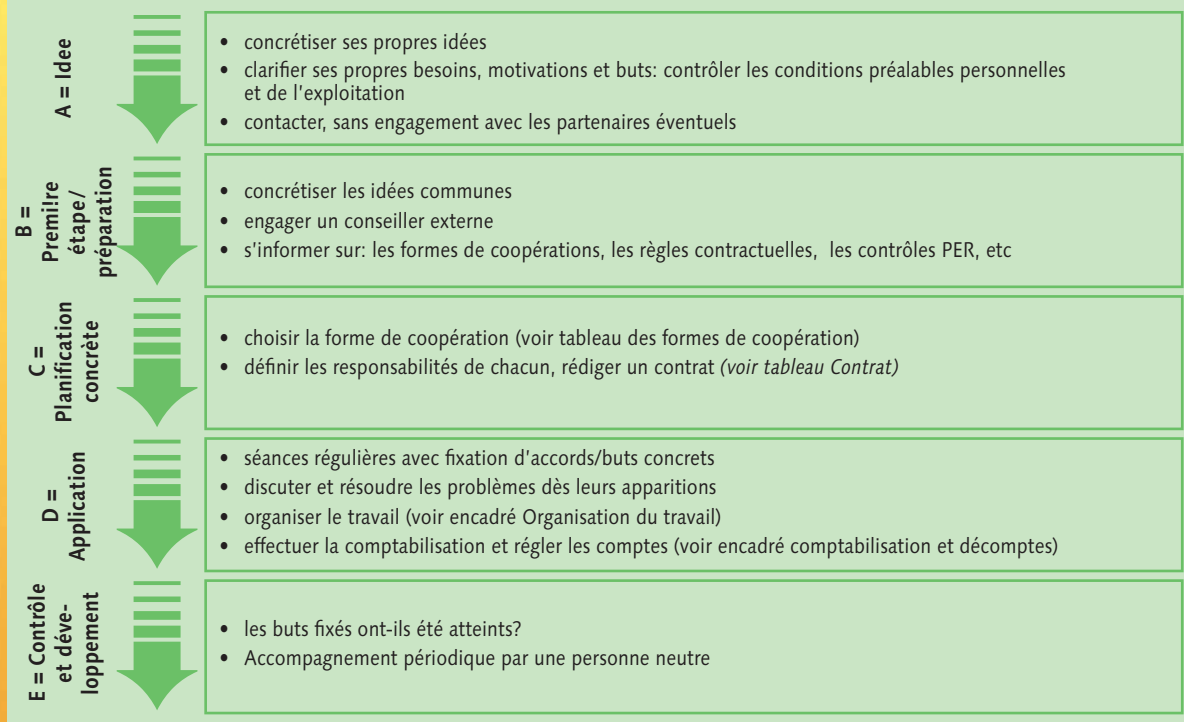 A = Idee
• concrétiser ses propres idées
• clarifier ses propres besoins, motivations et buts: contrôler les conditions préalables personnelles
et de l'exploitation
• contacter, sans engagement avec les partenaires éventuels
B =
Premi!re
étape/
préparation
• concrétiser les idées communes
• engager un conseiller externe
• s'informer sur: les formes de coopérations, les règles contractuelles, les contrôles PER, etc
C =
Planification
concrète
• choisir la forme de coopération (voir tableau des formes de coopération)
• définir les responsabilités de chacun, rédiger un contrat (voir tableau Contrat)
D =
Application
• séances régulières avec fixation d'accords/buts concrets
• discuter et résoudre les problèmes dès leurs apparitions
• organiser le travail (voir encadré Organisation du travail)
• effectuer la comptabilisation et régler les comptes (voir encadré comptabilisation et décomptes)
E = Contrôle
et déve-
loppement
• les buts fixés ont-ils été atteints?
• Accompagnement périodique par une personne neutre